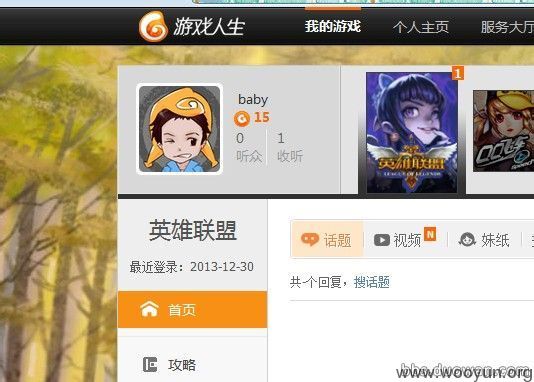 游戏人生 我的游戏 个人主页 服务大厅
baby
15
0 1
听众 收听
1
英雄联盟
LEAGUE OF LEGENDS
QQ飞车
英雄联盟
最近登录：2013-12-30
首页
攻略
话题 视频 N 妹纸
共-个回复，搜话题
bbs.duowan.com
www.wooyun.org